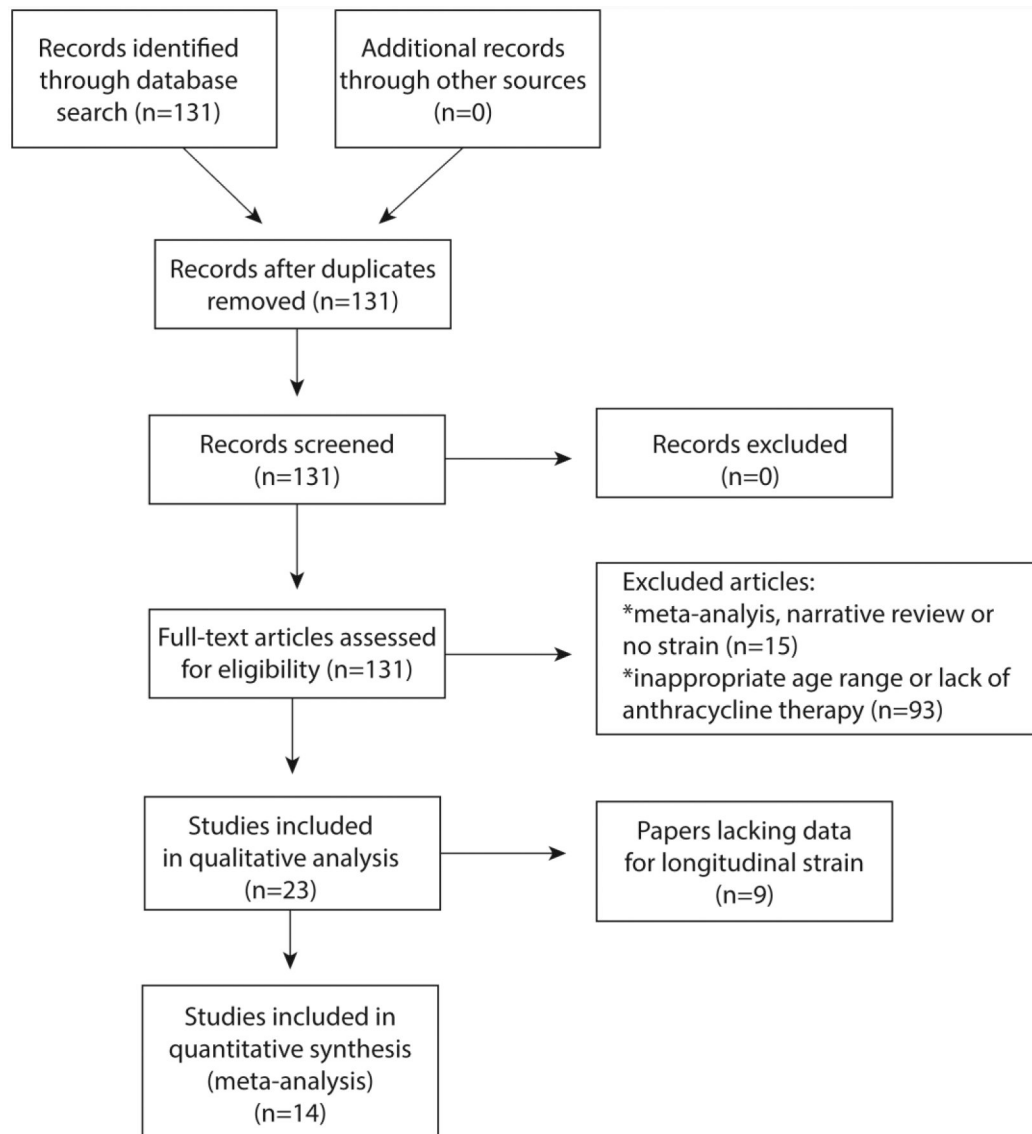 Records identified
through database
search (n=131)
Additional records
through other sources
(n=0)
Records after duplicates
removed (n=131)
Records screened
(n=131)
Records excluded
(n=0)
Full-text articles assessed
for eligibility (n=131)
Excluded articles:
*meta-analyis, narrative review or
no strain (n=15)
*inappropriate age range or lack of
anthracycline therapy (n=93)
Studies included
in qualitative analysis
(n=23)
Papers lacking data
for longitudinal strain
(n=9)
Studies included in
quantitative synthesis
(meta-analysis)
(n=14)